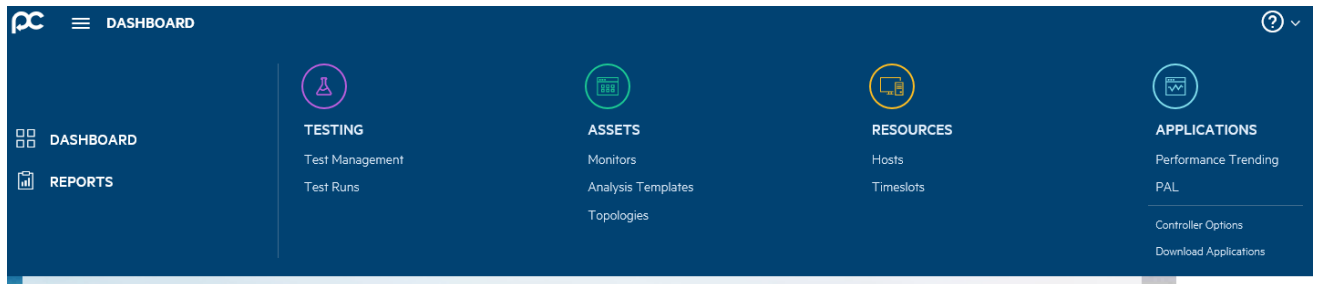 pc DASHBOARD ?
DASHBOARD
REPORTS
TESTING
Test Management
Test Runs
ASSETS
Monitors
Analysis Templates
Topologies
RESOURCES
Hosts
Timeslots
APPLICATIONS
Performance Trending
PAL
Controller Options
Download Applications